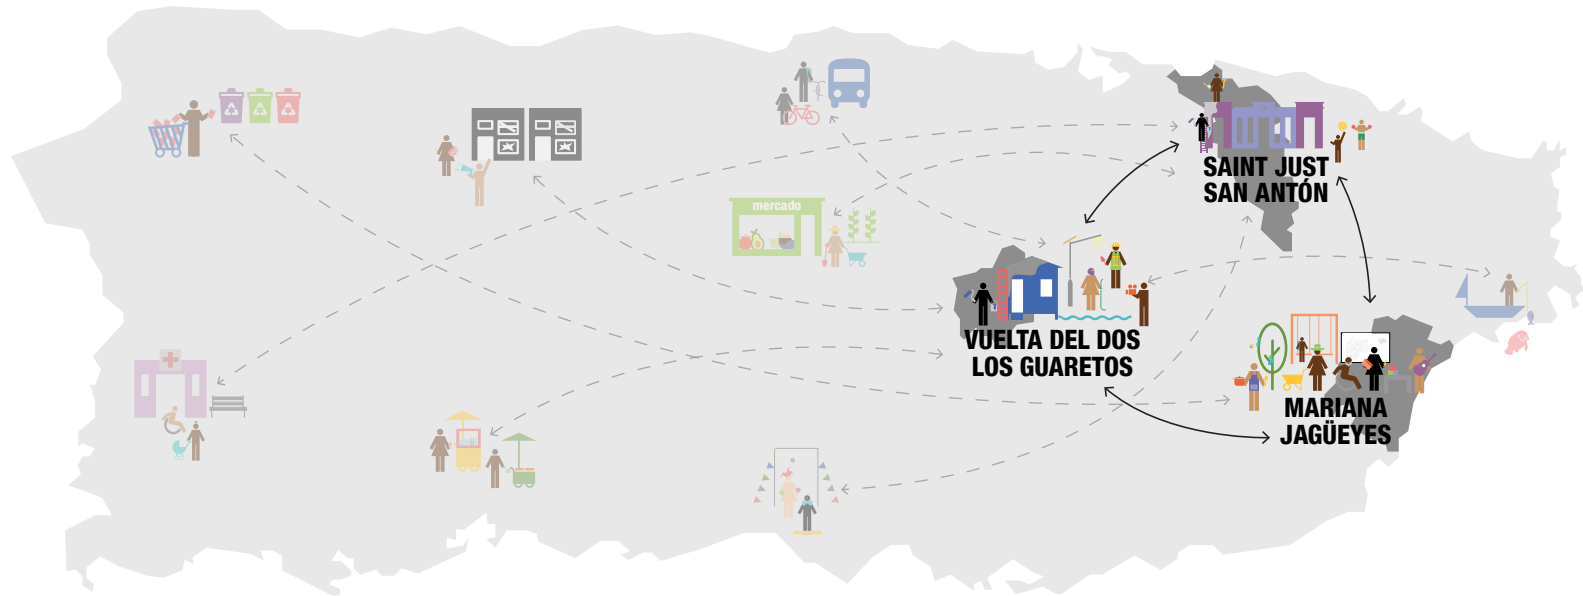 mercado
SAINT JUST
SAN ANTÓN
VUELTA DEL DOS
LOS GUARETOS
MARIANA
JAGÜEYES